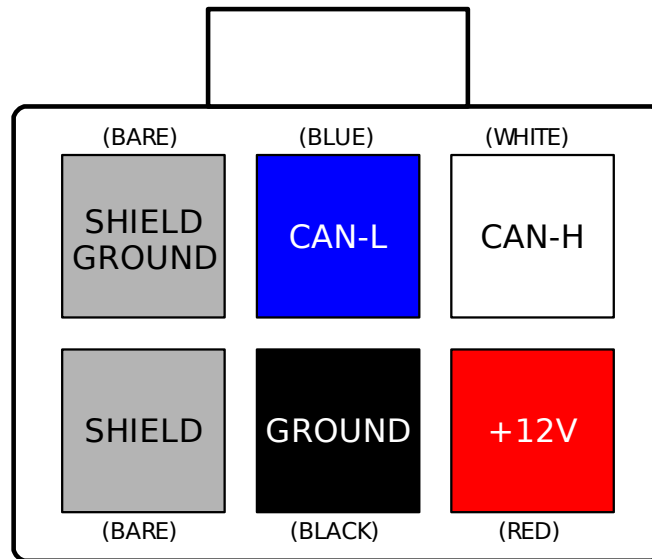 (BARE) (BLUE) (WHITE)
SHIELD
GROUND
CAN-L
CAN-H
SHIELD
GROUND
+12V
(BARE) (BLACK) (RED)